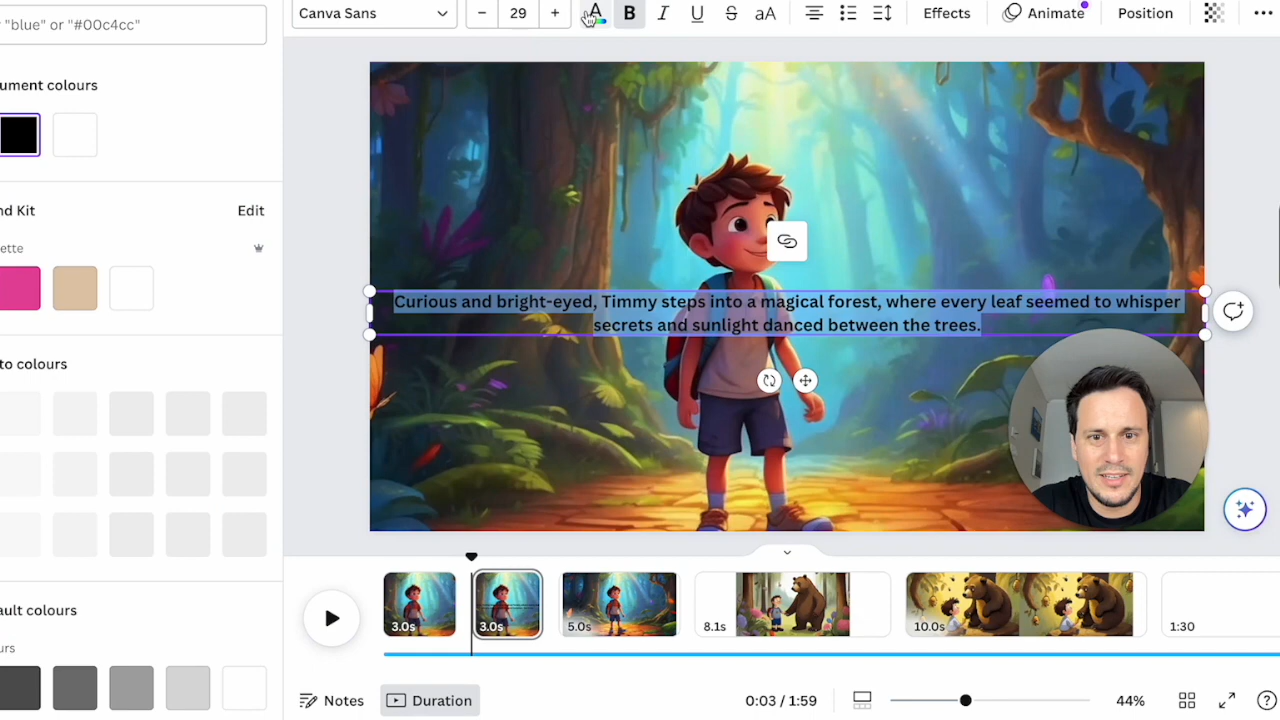 Canva Sans
− 29 +
A
B
I
U
S
aA
Effects
Animate
Position
"blue" or "#00c4cc"
ument colours
nd Kit
Edit
ette
to colours
ault colours
urs
Curious and bright-eyed, Timmy steps into a magical forest, where every leaf seemed to whisper
secrets and sunlight danced between the trees.
3.0s
3.0s
5.0s
8.1s
10.0s
1:30
Notes
Duration
0:03 / 1:59
44%
?